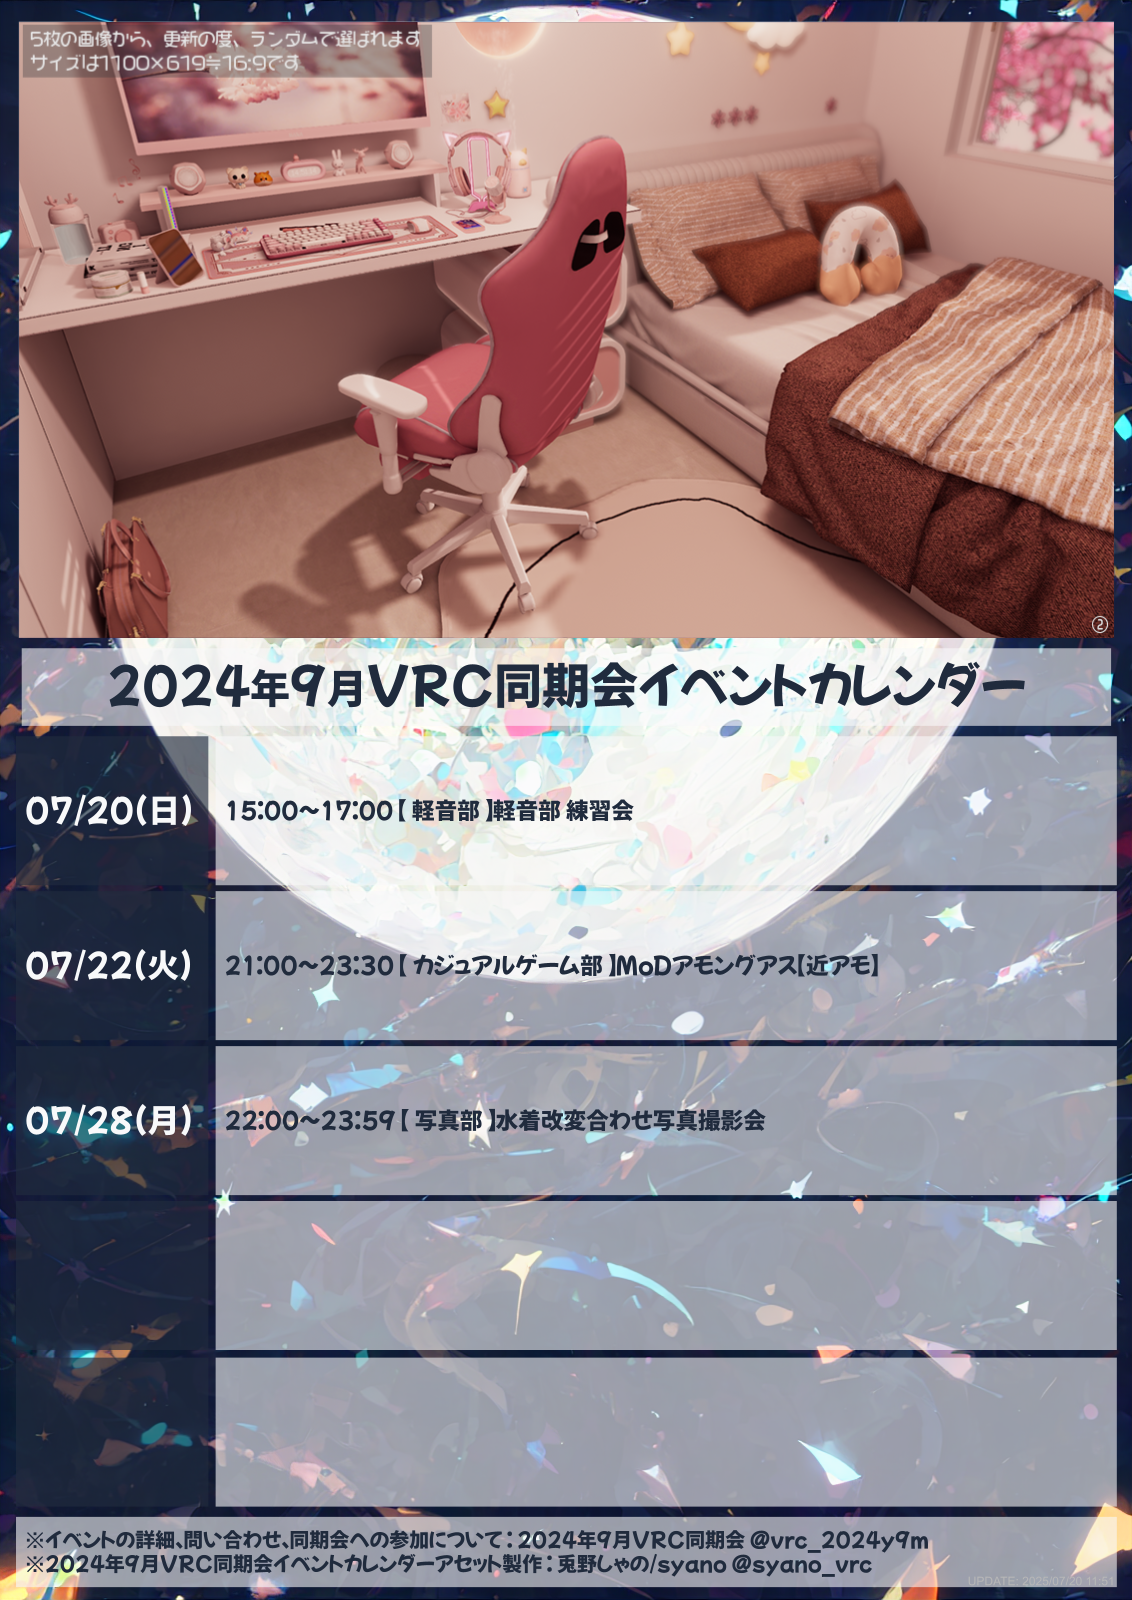 5枚の画像から、更新の度、ランダムで選ばれます
サイズは1100×619≒16:9です
②
2024年9月VRC同期会イベントカレンダー
07/20(日)
15:00～17:00【 軽音部 】軽音部 練習会
07/22(火)
21:00～23:30【 カジュアルゲーム部 】MoDアモングアス【近アモ】
07/28(月)
22:00～23:59【 写真部 】水着改変合わせ写真撮影会
※イベントの詳細、問い合わせ、同期会への参加について：2024年9月VRC同期会 @vrc_2024y9m
※2024年9月VRC同期会イベントカレンダーアセット製作：兎野しゃの/syano @syano_vrc
UPDATE: 2025/07/20 11:51